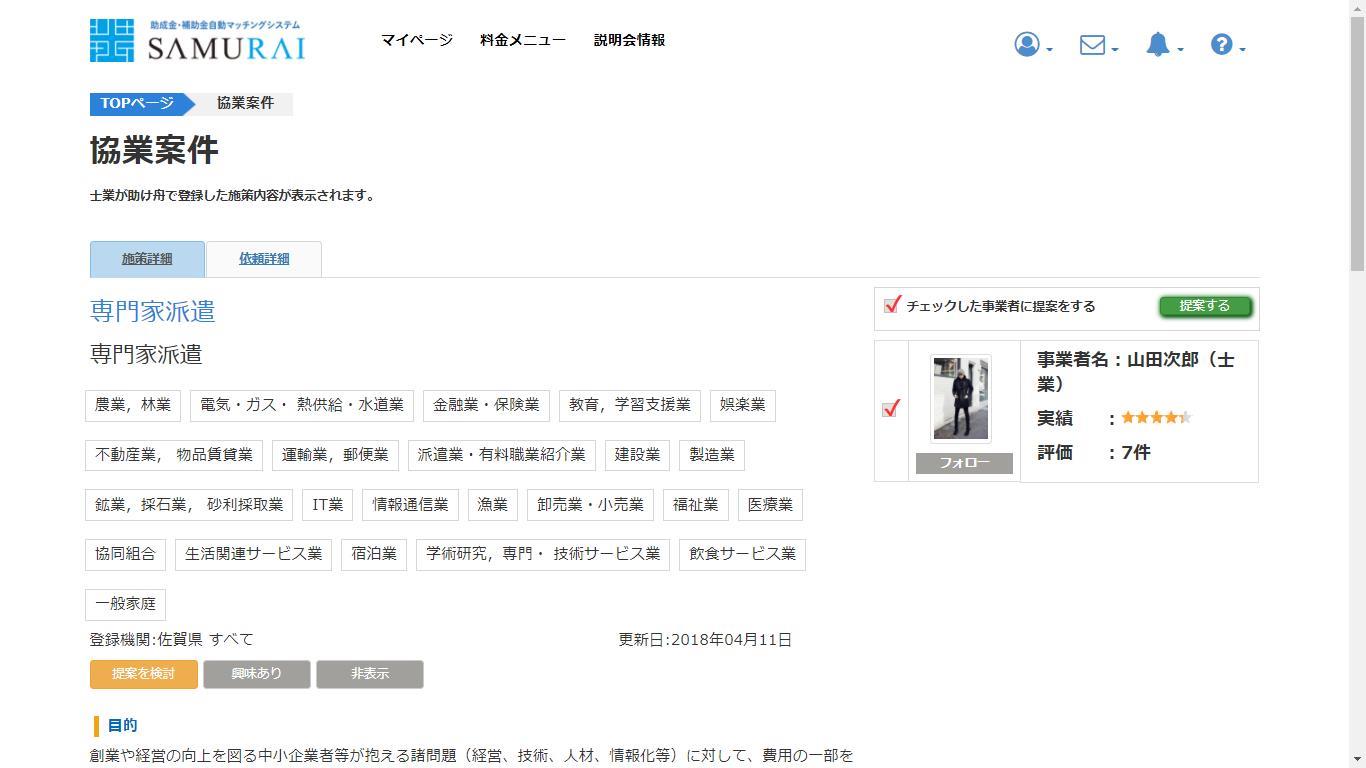 助成金・補助金自動マッチングシステム
SAMURAI
マイページ 料金メニュー 説明会情報
TOPページ 協業案件
協業案件
士業が助け舟で登録した施策内容が表示されます。
施策詳細 依頼詳細
専門家派遣
専門家派遣
農業，林業 電気・ガス・ 熱供給・水道業 金融業・保険業 教育，学習支援業 娯楽業
不動産業， 物品賃貸業 運輸業，郵便業 派遣業・有料職業紹介業 建設業 製造業
鉱業，採石業， 砂利採取業 IT業 情報通信業 漁業 卸売業・小売業 福祉業 医療業
協同組合 生活関連サービス業 宿泊業 学術研究，専門・ 技術サービス業 飲食サービス業
一般家庭
登録機関:佐賀県 すべて 更新日:2018年04月11日
提案を検討 興味あり 非表示
目的
創業や経営の向上を図る中小企業者等が抱える諸問題（経営、技術、人材、情報化等）に対して、費用の一部を
チェックした事業者に提案をする 提案する
事業者名：山田次郎（士
業）
実績 ：
評価 ：7件
フォロー